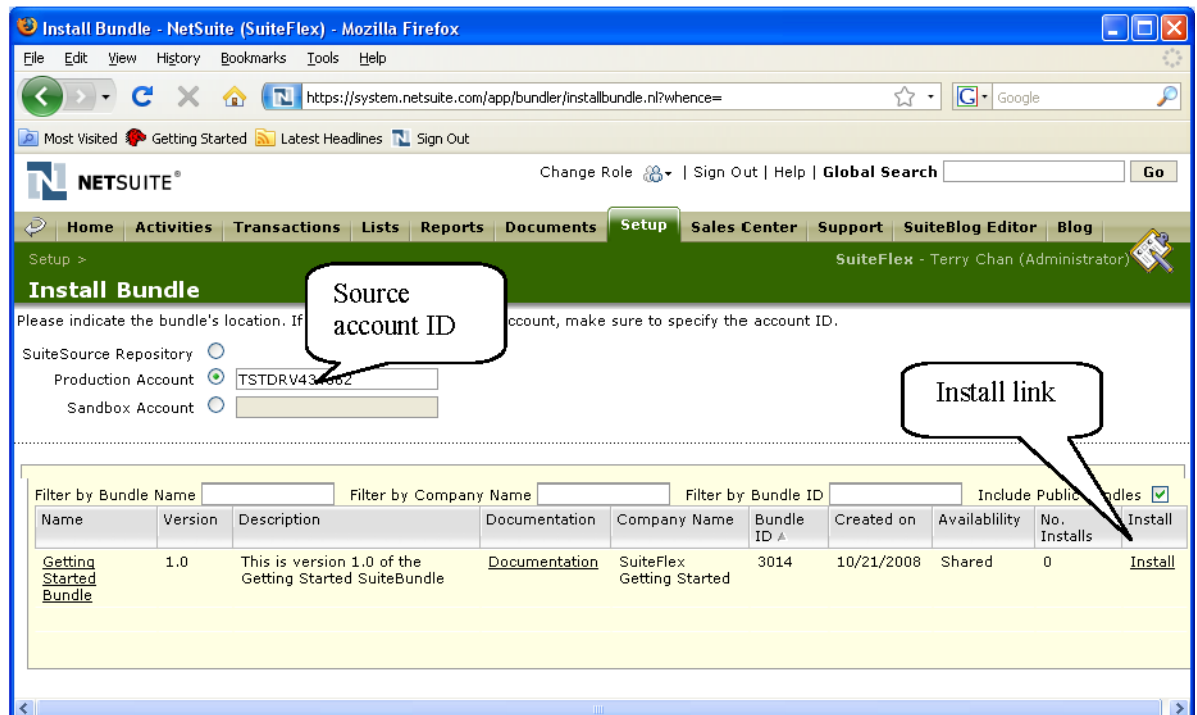 Install Bundle - NetSuite (SuiteFlex) - Mozilla Firefox
File Edit View History Bookmarks Tools Help
https://system.netsuite.com/app/bundler/installbundle.nl?whence= G Google
Most Visited Getting Started Latest Headlines N Sign Out
N NETSUITE® Change Role | Sign Out | Help | Global Search Go
Home Activities Transactions Lists Reports Documents Setup Sales Center Support SuiteBlog Editor Blog
Setup > SuiteFlex - Terry Chan (Administrator)
Install Bundle
Source
account ID
Please indicate the bundle's location. If account, make sure to specify the account ID.
SuiteSource Repository
Production Account
Sandbox Account
Install link
Filter by Bundle Name Filter by Company Name Filter by Bundle ID Include Public
Name Version Description Documentation Company Name Bundle ID Created on Availablility No. Installs Install
Getting 1.0 This is version 1.0 of the Documentation SuiteFlex 3014 10/21/2008 Shared 0 Install
Started Getting Started SuiteBundle Getting Started
Bundle